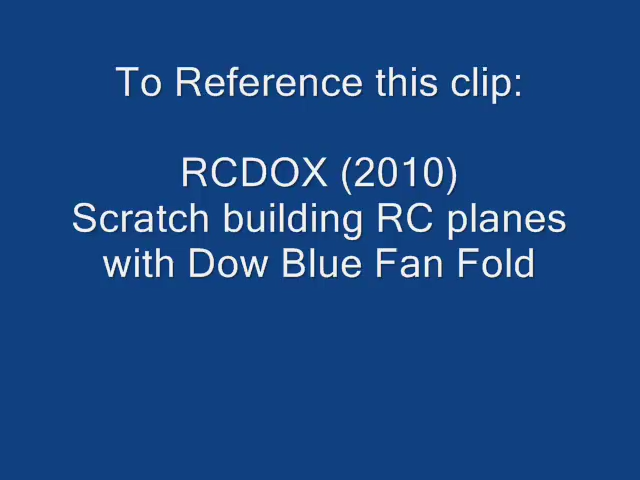 To Reference this clip:
RCDOX (2010)
Scratch building RC planes
with Dow Blue Fan Fold